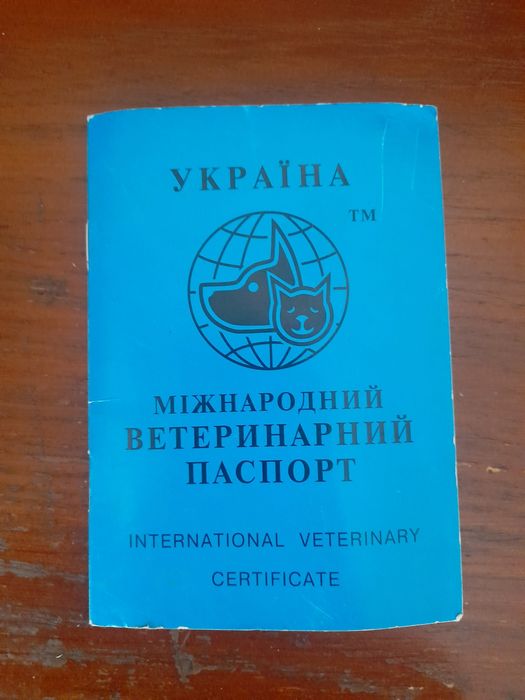 УКРАЇНА
TM
МІЖНАРОДНИЙ
ВЕТЕРИНАРНИЙ
ПАСПОРТ
INTERNATIONAL VETERINARY
CERTIFICATE